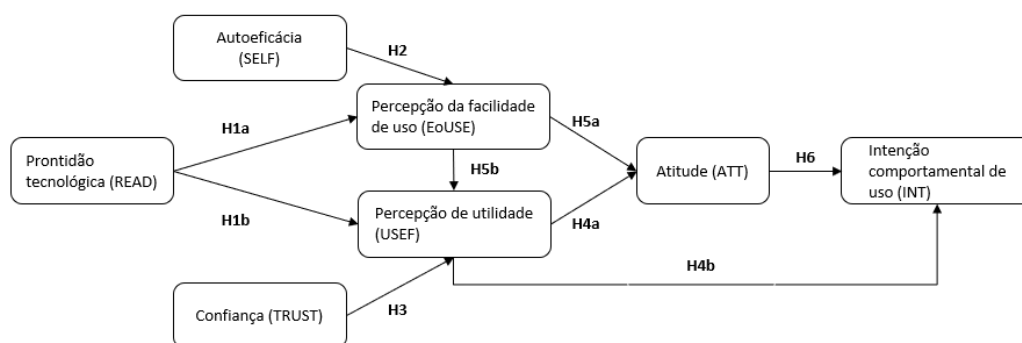 Autoeficácia
(SELF)
H2
Percepção da facilidade
de uso (EoUSE)
H1a
H5a
Prontidão
tecnológica (READ)
H5b
Atitude (ATT)
H6
Intenção
comportamental de
uso (INT)
H1b
Percepção de utilidade
(USEF)
H4a
H4b
Confiança (TRUST)
H3